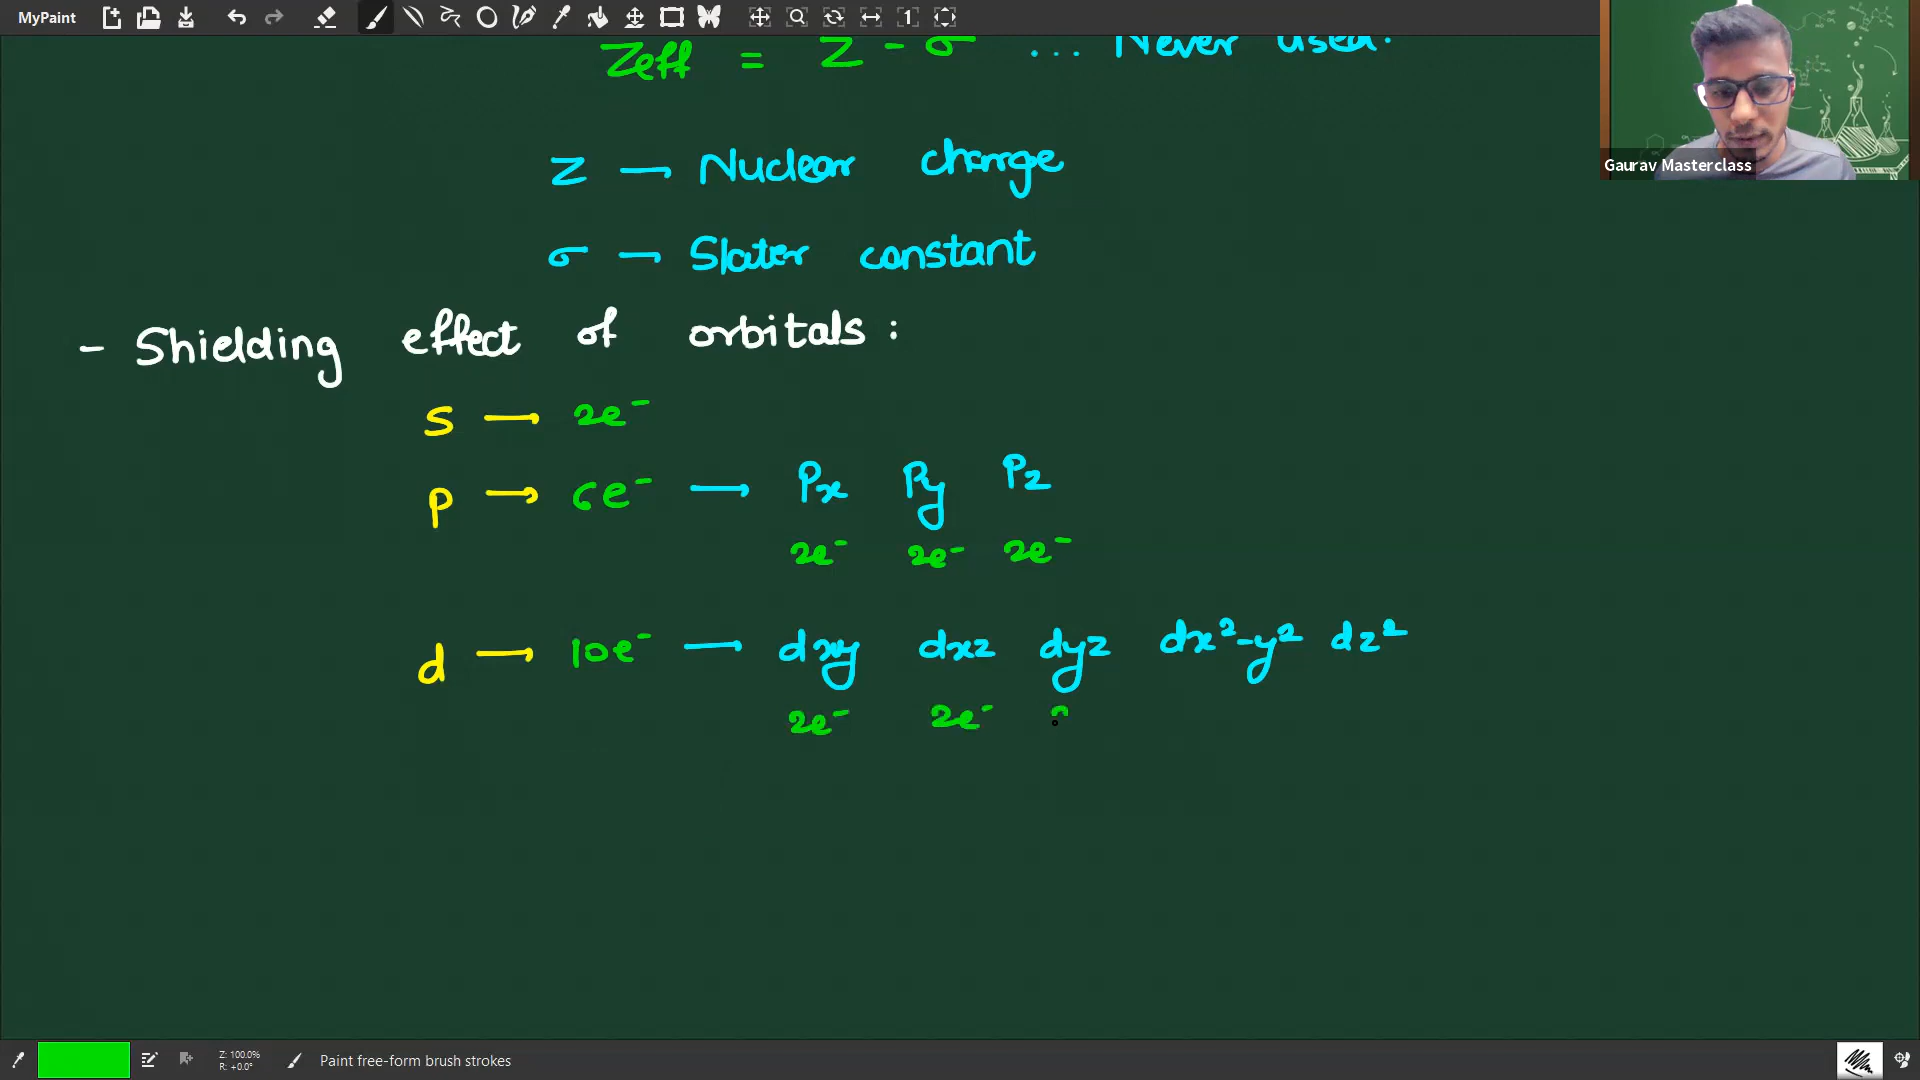 MyPaint
Zeff = Z - σ ... Never used.
Gaurav Masterclass
Z → Nuclear charge
σ → Slater constant
- Shielding effect of orbitals :
S → 2e⁻
p → 6e⁻ → Px Py Pz
2e⁻ 2e⁻ 2e⁻
d → 10e⁻ → dxy dxz dyz dx²-y² dz²
2e⁻ 2e⁻
Z: 100.0%
R: +0.0°
Paint free-form brush strokes